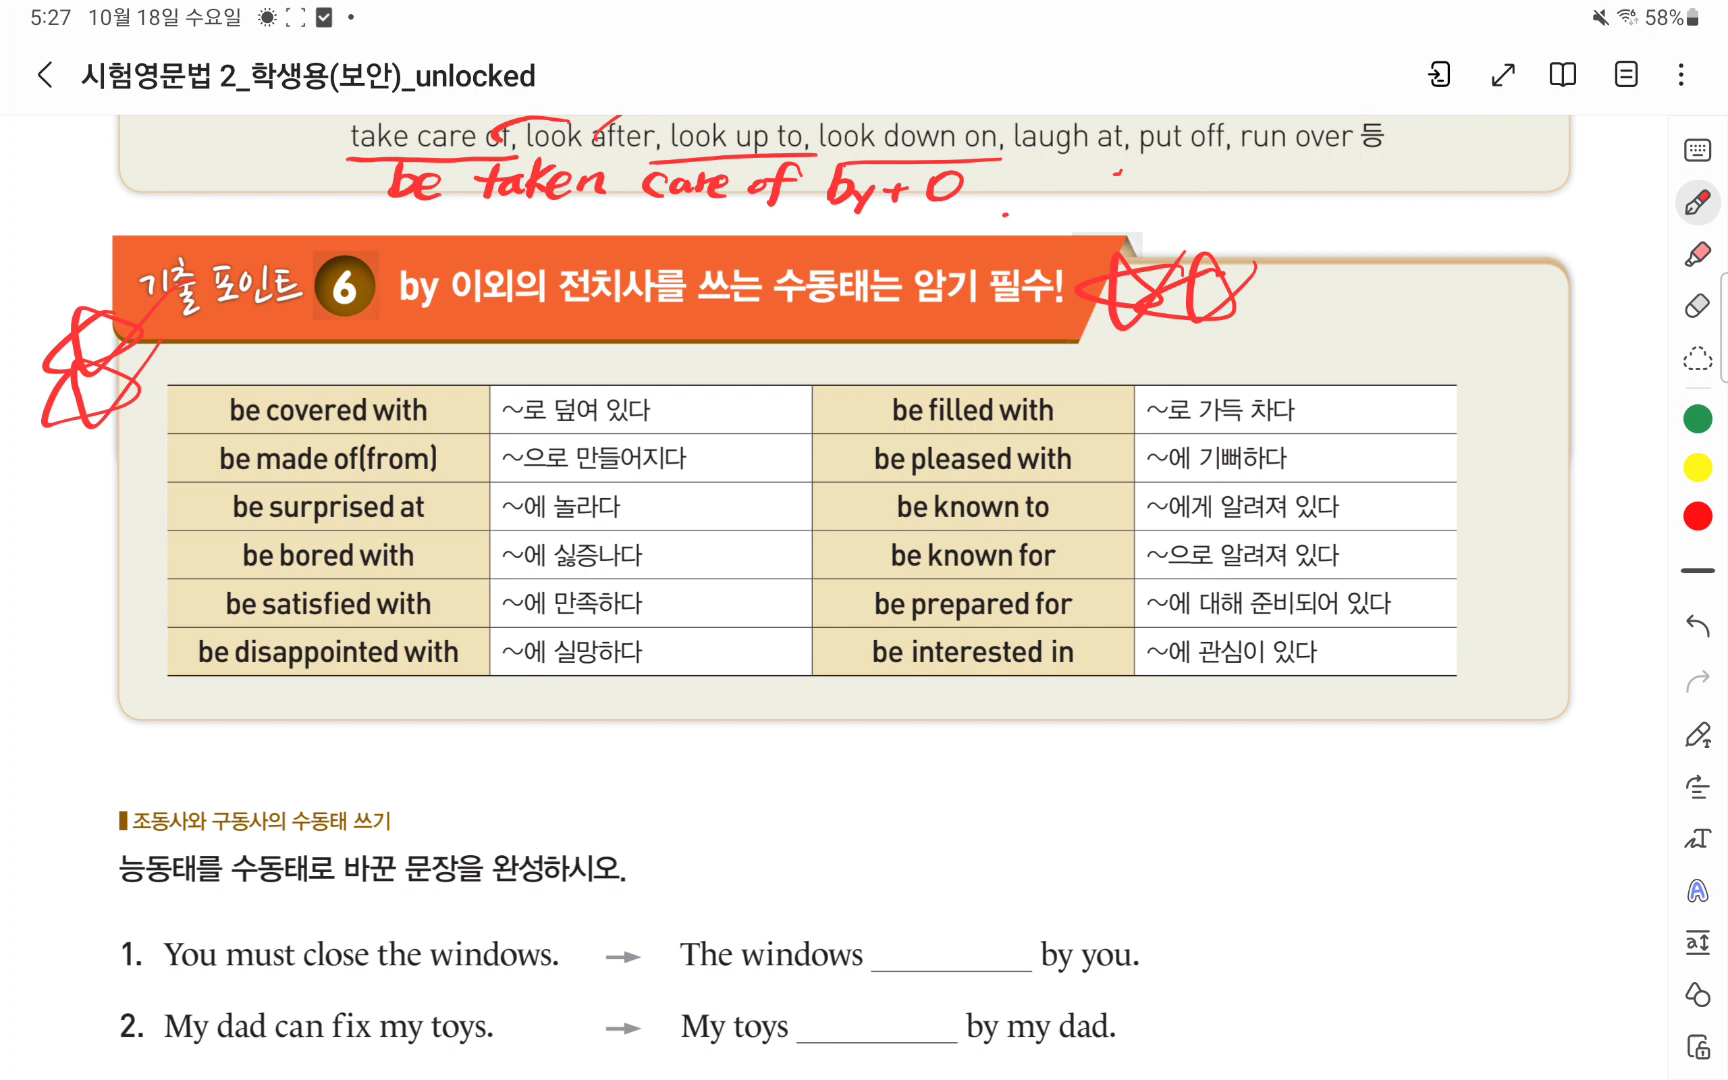 5:27 10월 18일 수요일 58%
시험영문법 2_학생용(보안)_unlocked
take care of, look after, look up to, look down on, laugh at, put off, run over 등
be taken care of by + O
기출 포인트 6 by 이외의 전치사를 쓰는 수동태는 암기 필수!
be covered with ~로 덮여 있다 be filled with ~로 가득 차다
be made of(from) ~으로 만들어지다 be pleased with ~에 기뻐하다
be surprised at ~에 놀라다 be known to ~에게 알려져 있다
be bored with ~에 싫증나다 be known for ~으로 알려져 있다
be satisfied with ~에 만족하다 be prepared for ~에 대해 준비되어 있다
be disappointed with ~에 실망하다 be interested in ~에 관심이 있다
조동사와 구동사의 수동태 쓰기
능동태를 수동태로 바꾼 문장을 완성하시오.
1. You must close the windows. → The windows __________ by you.
2. My dad can fix my toys. → My toys __________ by my dad.